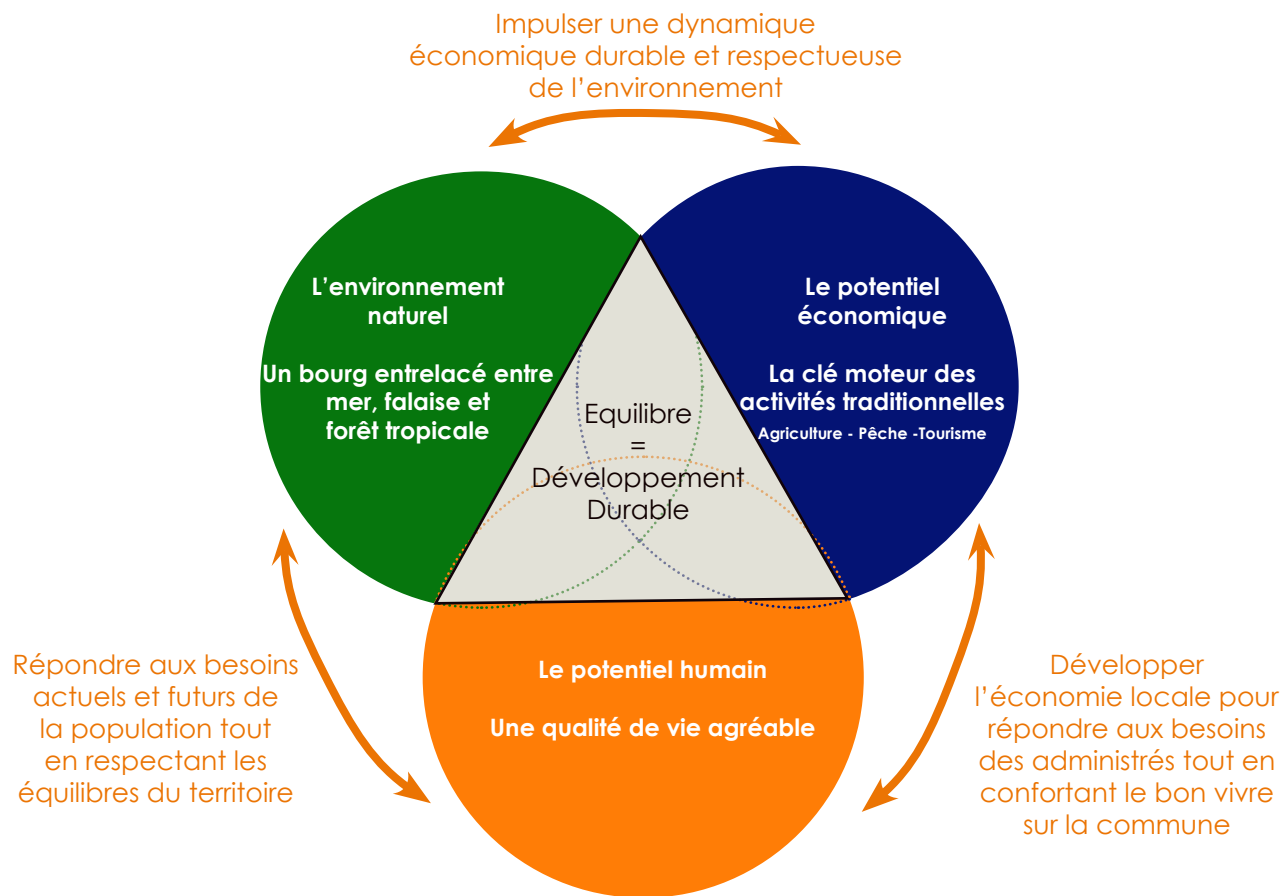 Impulser une dynamique
économique durable et respectueuse
de l'environnement
L'environnement
naturel
Un bourg entrelacé entre
mer, falaise et
forêt tropicale
Le potentiel
économique
La clé moteur des
activités traditionnelles
Agriculture - Pêche -Tourisme
Equilibre
=
Développement
Durable
Le potentiel humain
Une qualité de vie agréable
Répondre aux besoins
actuels et futurs de
la population tout
en respectant les
équilibres du territoire
Développer
l'économie locale pour
répondre aux besoins
des administrés tout en
confortant le bon vivre
sur la commune